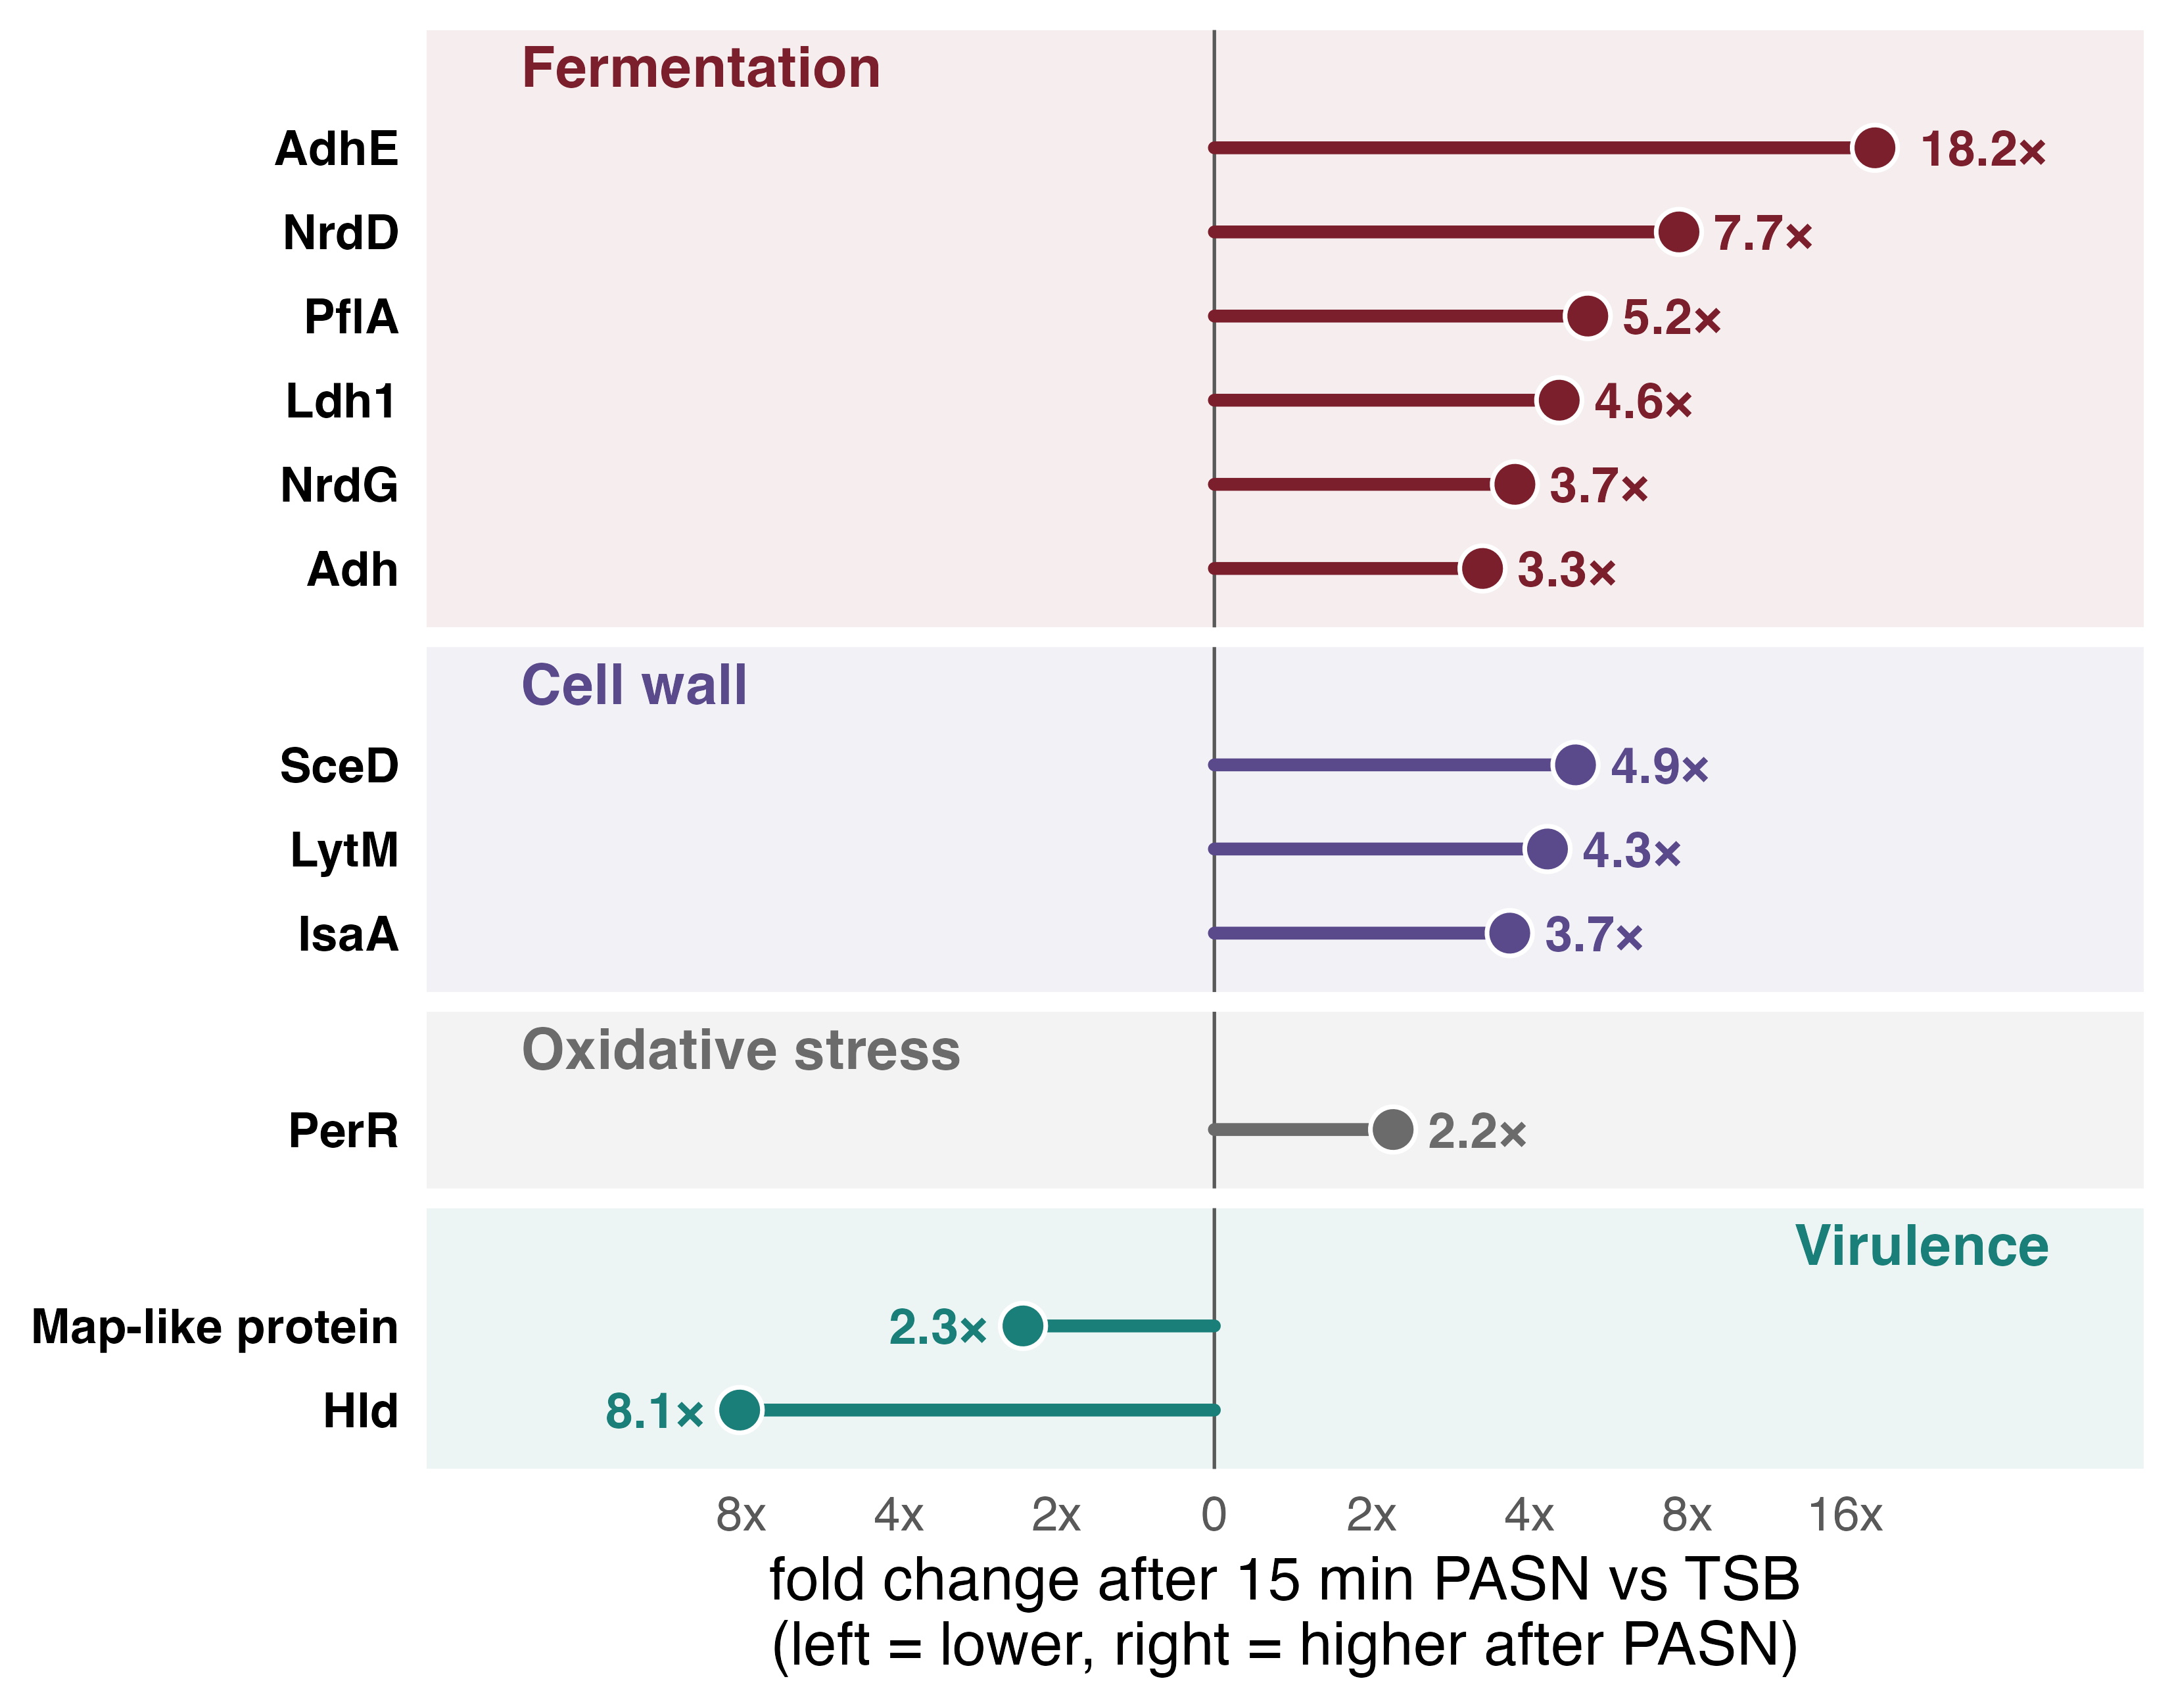 Fermentation
AdhE 18.2×
NrdD 7.7×
PflA 5.2×
Ldh1 4.6×
NrdG 3.7×
Adh 3.3×
Cell wall
SceD 4.9×
LytM 4.3×
IsaA 3.7×
Oxidative stress
PerR 2.2×
Virulence
Map-like protein 2.3×
Hld 8.1×
8x 4x 2x 0 2x 4x 8x 16x
fold change after 15 min PASN vs TSB
(left = lower, right = higher after PASN)